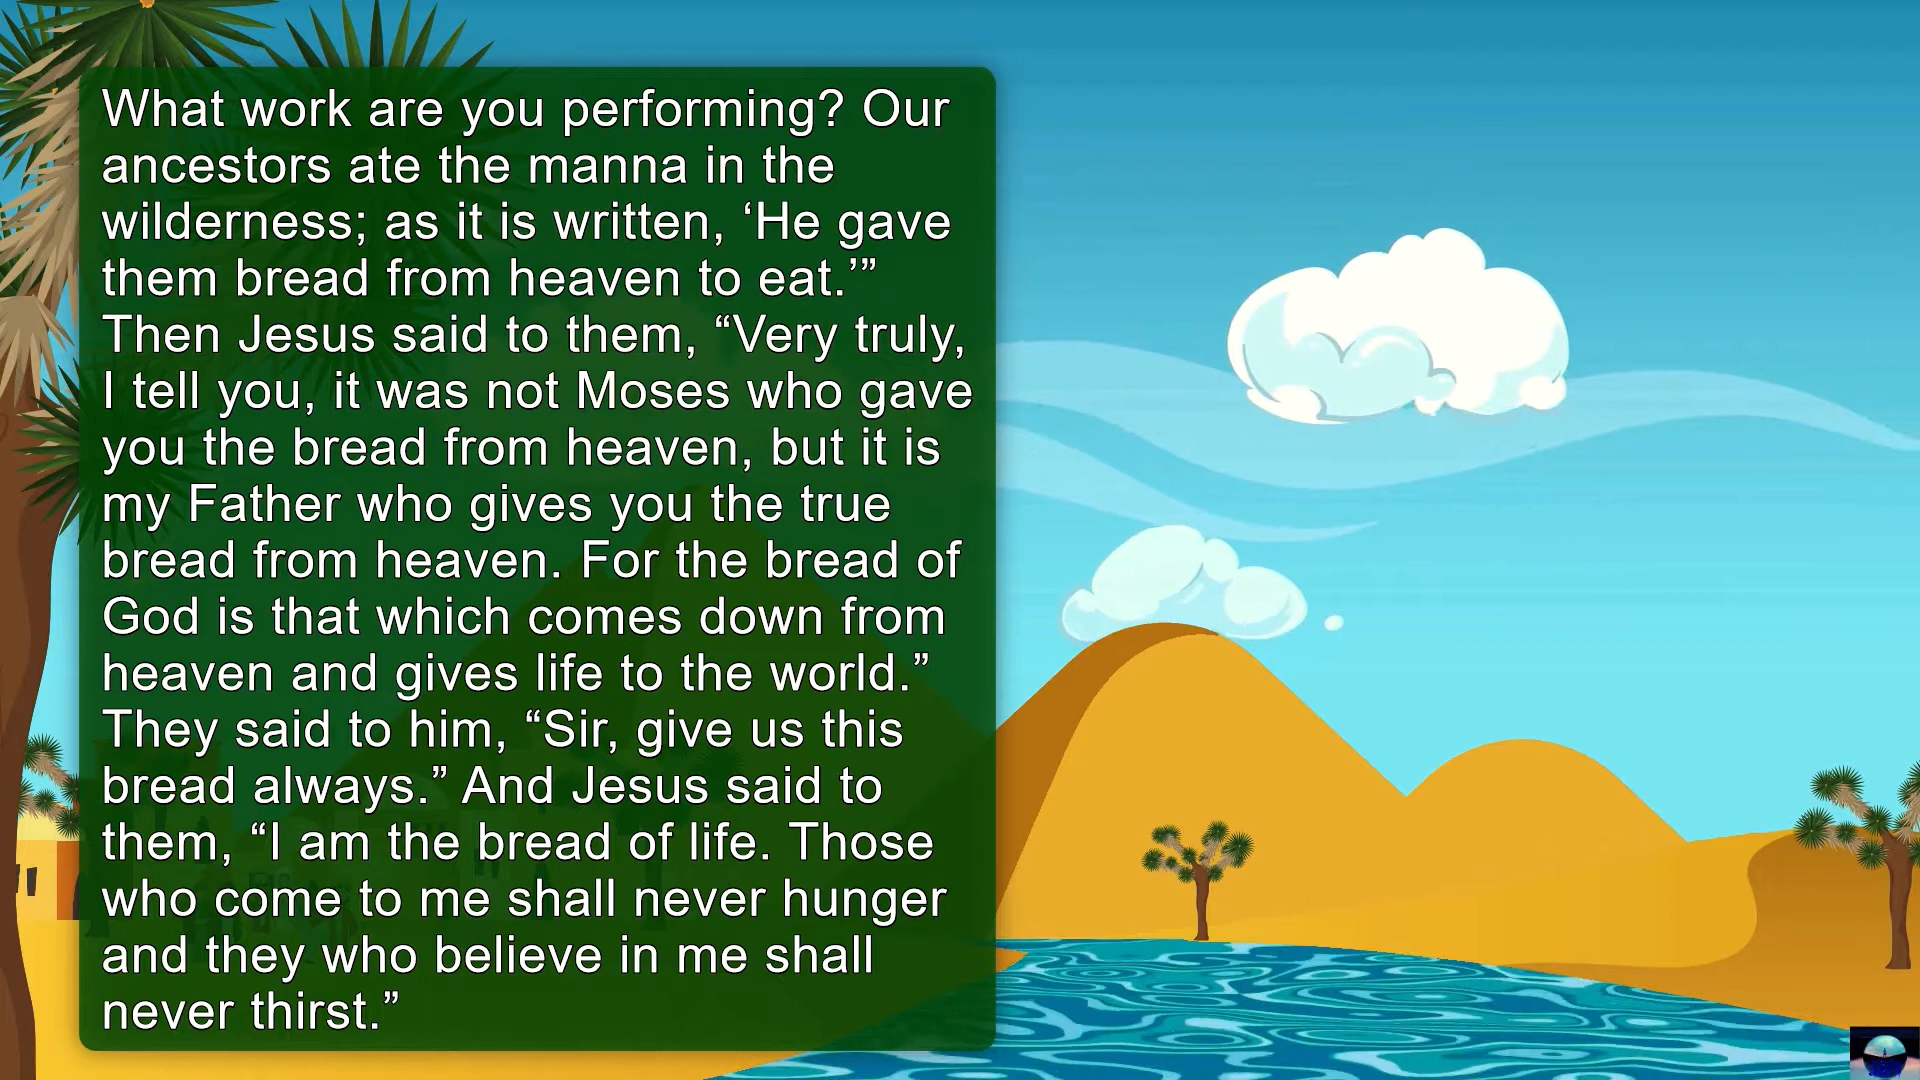 What work are you performing? Our
ancestors ate the manna in the
wilderness; as it is written, ‘He gave
them bread from heaven to eat.’”
Then Jesus said to them, “Very truly,
I tell you, it was not Moses who gave
you the bread from heaven, but it is
my Father who gives you the true
bread from heaven. For the bread of
God is that which comes down from
heaven and gives life to the world.”
They said to him, “Sir, give us this
bread always.” And Jesus said to
them, “I am the bread of life. Those
who come to me shall never hunger
and they who believe in me shall
never thirst.”